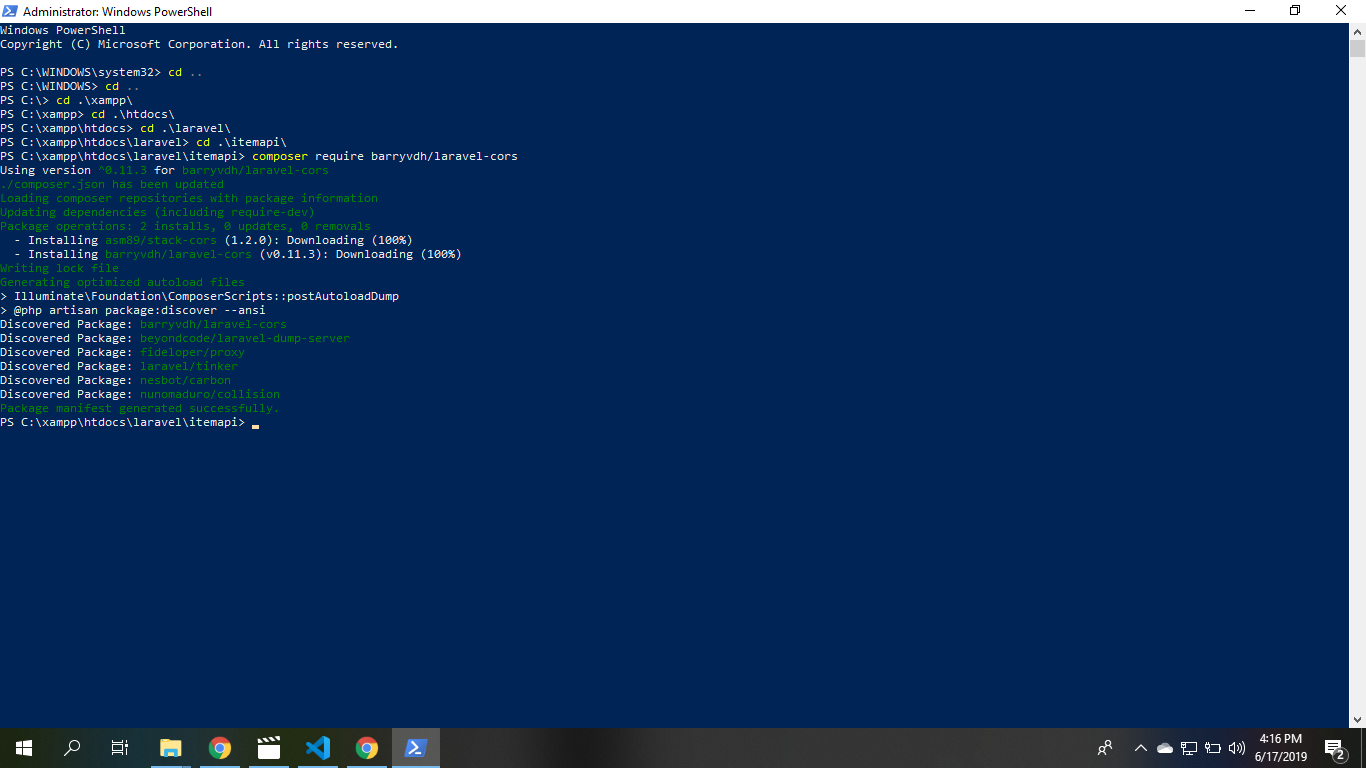 Administrator: Windows PowerShell
Windows PowerShell
Copyright (C) Microsoft Corporation. All rights reserved.
PS C:\WINDOWS\system32> cd ..
PS C:\WINDOWS> cd ..
PS C:\> cd .\xampp\
PS C:\xampp> cd .\htdocs\
PS C:\xampp\htdocs> cd .\laravel\
PS C:\xampp\htdocs\laravel> cd .\itemapi\
PS C:\xampp\htdocs\laravel\itemapi> composer require barryvdh/laravel-cors
Using version ^0.11.3 for barryvdh/laravel-cors
./composer.json has been updated
Loading composer repositories with package information
Updating dependencies (including require-dev)
Package operations: 2 installs, 0 updates, 0 removals
  - Installing asm89/stack-cors (1.2.0): Downloading (100%)
  - Installing barryvdh/laravel-cors (v0.11.3): Downloading (100%)
Writing lock file
Generating optimized autoload files
> Illuminate\Foundation\ComposerScripts::postAutoloadDump
> @php artisan package:discover --ansi
Discovered Package: barryvdh/laravel-cors
Discovered Package: beyondcode/laravel-dump-server
Discovered Package: fideloper/proxy
Discovered Package: laravel/tinker
Discovered Package: nesbot/carbon
Discovered Package: nunomaduro/collision
Package manifest generated successfully.
PS C:\xampp\htdocs\laravel\itemapi>
4:16 PM
6/17/2019
2